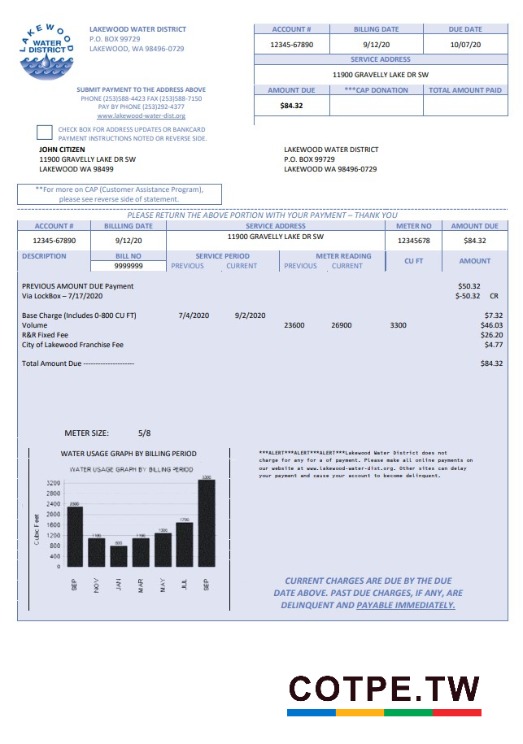 LAKEWOOD
WATER
DISTRICT
LAKEWOOD WATER DISTRICT
P.O. BOX 99729
LAKEWOOD, WA 98496-0729
SUBMIT PAYMENT TO THE ADDRESS ABOVE
PHONE (253)588-4423 FAX (253)588-7150
PAY BY PHONE (253)292-4377
www.lakewood-water-dist.org
CHECK BOX FOR ADDRESS UPDATES OR BANKCARD
PAYMENT INSTRUCTIONS NOTED OR REVERSE SIDE.
ACCOUNT # BILLING DATE DUE DATE
12345-67890 9/12/20 10/07/20
SERVICE ADDRESS
11900 GRAVELLY LAKE DR SW
AMOUNT DUE ***CAP DONATION TOTAL AMOUNT PAID
$84.32
JOHN CITIZEN
11900 GRAVELLY LAKE DR SW
LAKEWOOD WA 98499
LAKEWOOD WATER DISTRICT
P.O. BOX 99729
LAKEWOOD, WA 98496-0729
**For more on CAP (Customer Assistance Program),
please see reverse side of statement.
PLEASE RETURN THE ABOVE PORTION WITH YOUR PAYMENT – THANK YOU
ACCOUNT # BILLLING DATE SERVICE ADDRESS METER NO AMOUNT DUE
12345-67890 9/12/20 11900 GRAVELLY LAKE DR SW 12345678 $84.32
DESCRIPTION BILL NO SERVICE PERIOD METER READING CU FT AMOUNT
9999999 PREVIOUS CURRENT PREVIOUS CURRENT
PREVIOUS AMOUNT DUE Payment $50.32
Via LockBox – 7/17/2020 $-50.32 CR
Base Charge (Includes 0-800 CU FT) 7/4/2020 9/2/2020 $7.32
Volume 23600 26900 3300 $46.03
R&R Fixed Fee $26.20
City of Lakewood Franchise Fee $4.77
Total Amount Due ------------------- $84.32
METER SIZE: 5/8
WATER USAGE GRAPH BY BILLING PERIOD
WATER USAGE GRAPH BY BILLING PERIOD
Cubic Feet
3200
2800
2400
2000
1600
1200
800
400
0
2300 1100 800 1100 1300 1700 3300
SEP NOV JAN MAR MAY JUL SEP
***ALERT***ALERT***ALERT***Lakewood Water District does not
charge for any for a of payment. Please make all online payments on
our website at www.lakewood-water-dist.org. Other sites can delay
your payment and cause your account to become delinquent.
CURRENT CHARGES ARE DUE BY THE DUE
DATE ABOVE. PAST DUE CHARGES, IF ANY, ARE
DELINQUENT AND PAYABLE IMMEDIATELY.
COTPE.TW